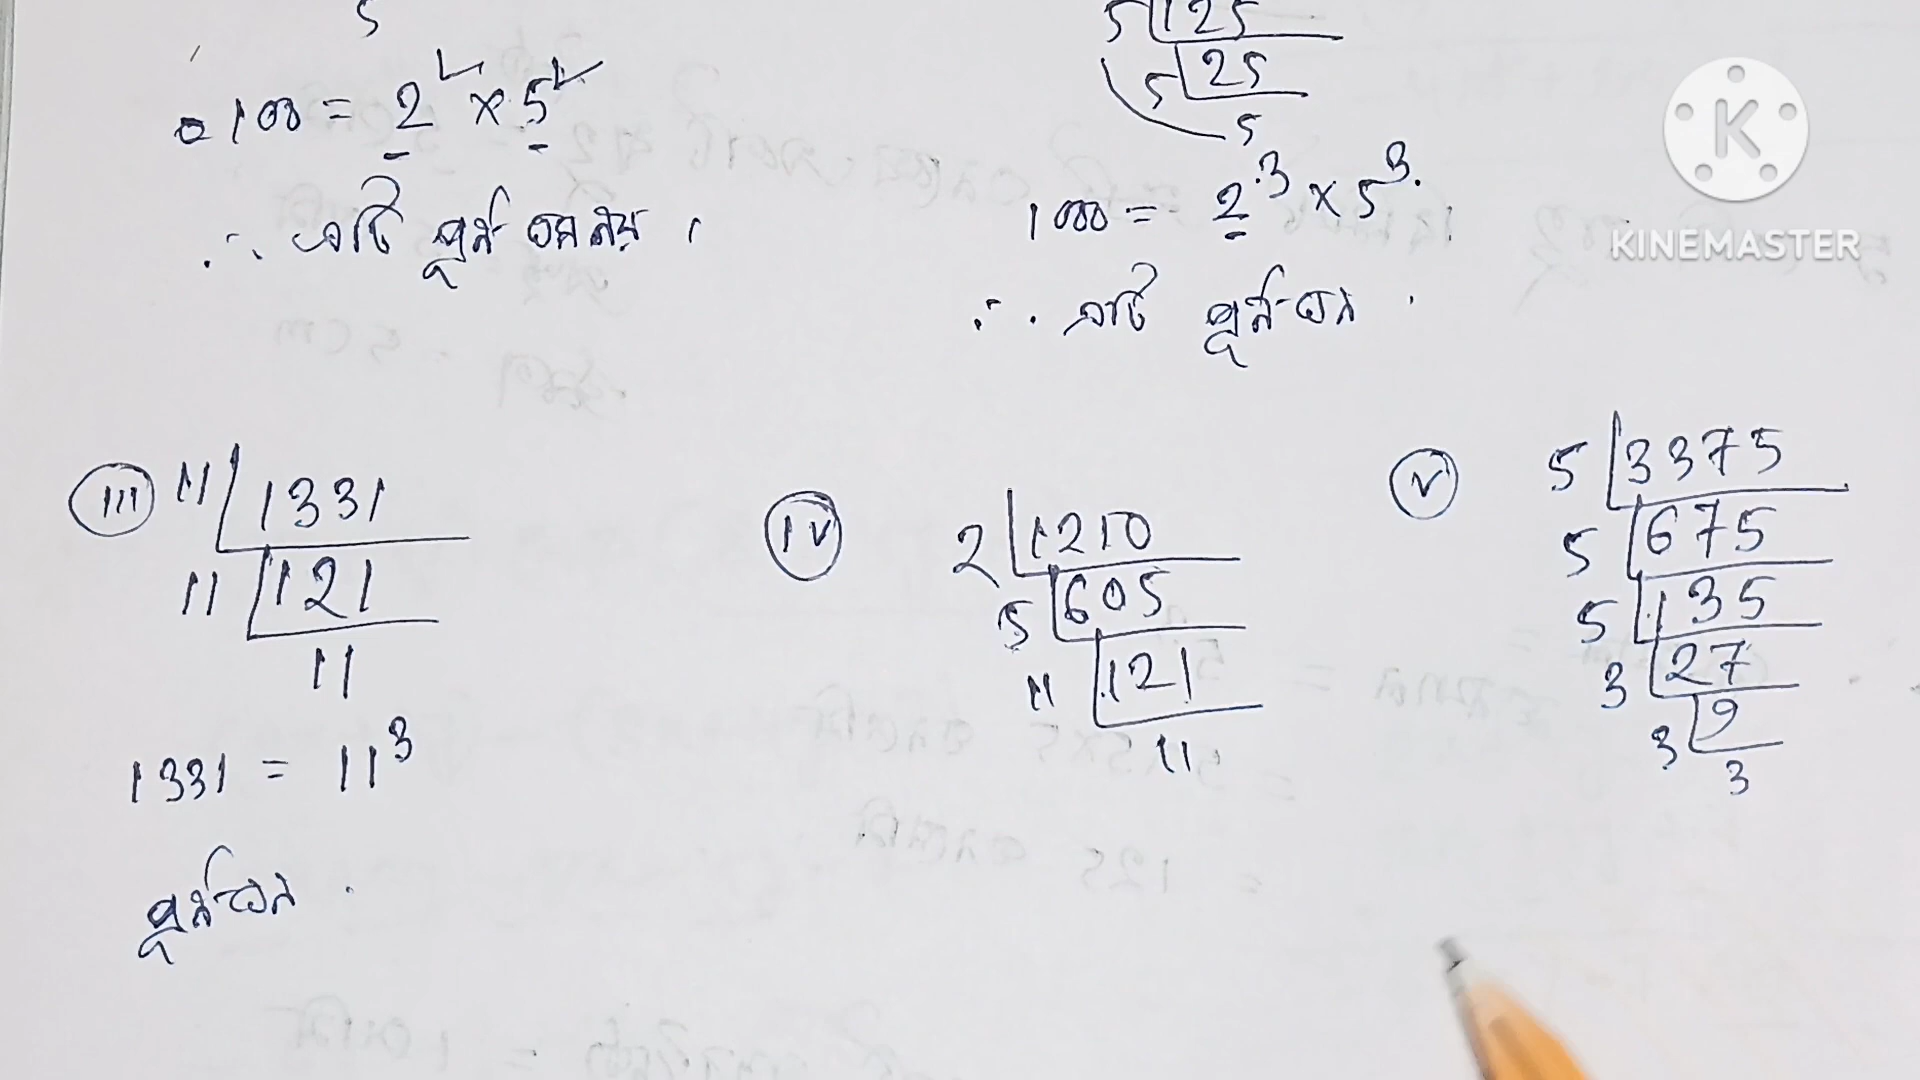 5
100 = 2² × 5²
∴ এটি পূর্ণ ঘন নয় ।
5 125
5 25
5
1000 = 2³ × 5³.
∴ এটি পূর্ণ ঘন .
K
KINEMASTER
iii
11 1331
11 121
11
1331 = 11³
পূর্ণঘন .
iv
2 1210
5 605
11 121
11
v
5 3375
5 675
5 135
3 27
3 9
3